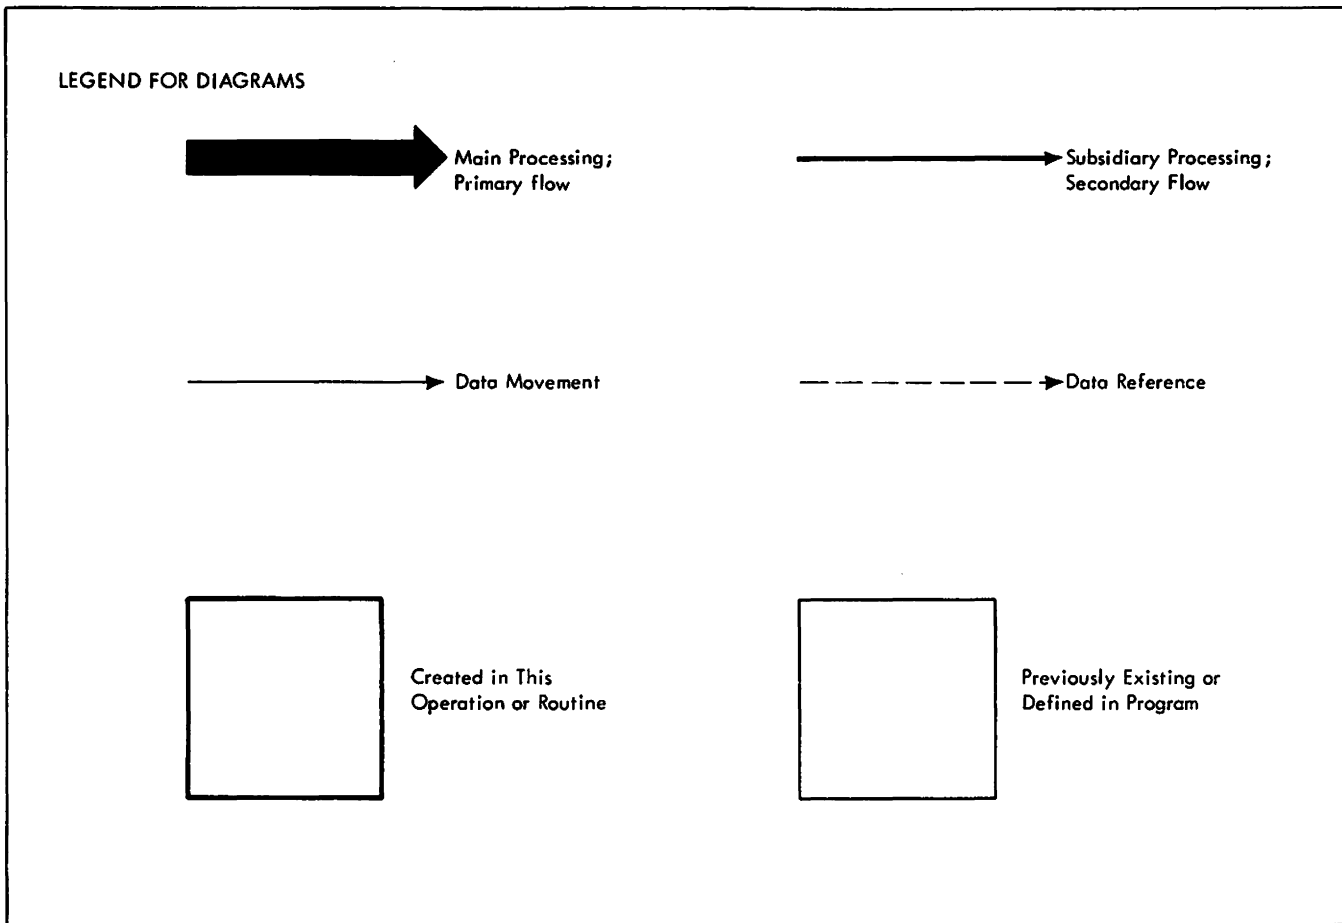 LEGEND FOR DIAGRAMS
Main Processing;
Primary flow
Subsidiary Processing;
Secondary Flow
Data Movement
Data Reference
Created in This
Operation or Routine
Previously Existing or
Defined in Program